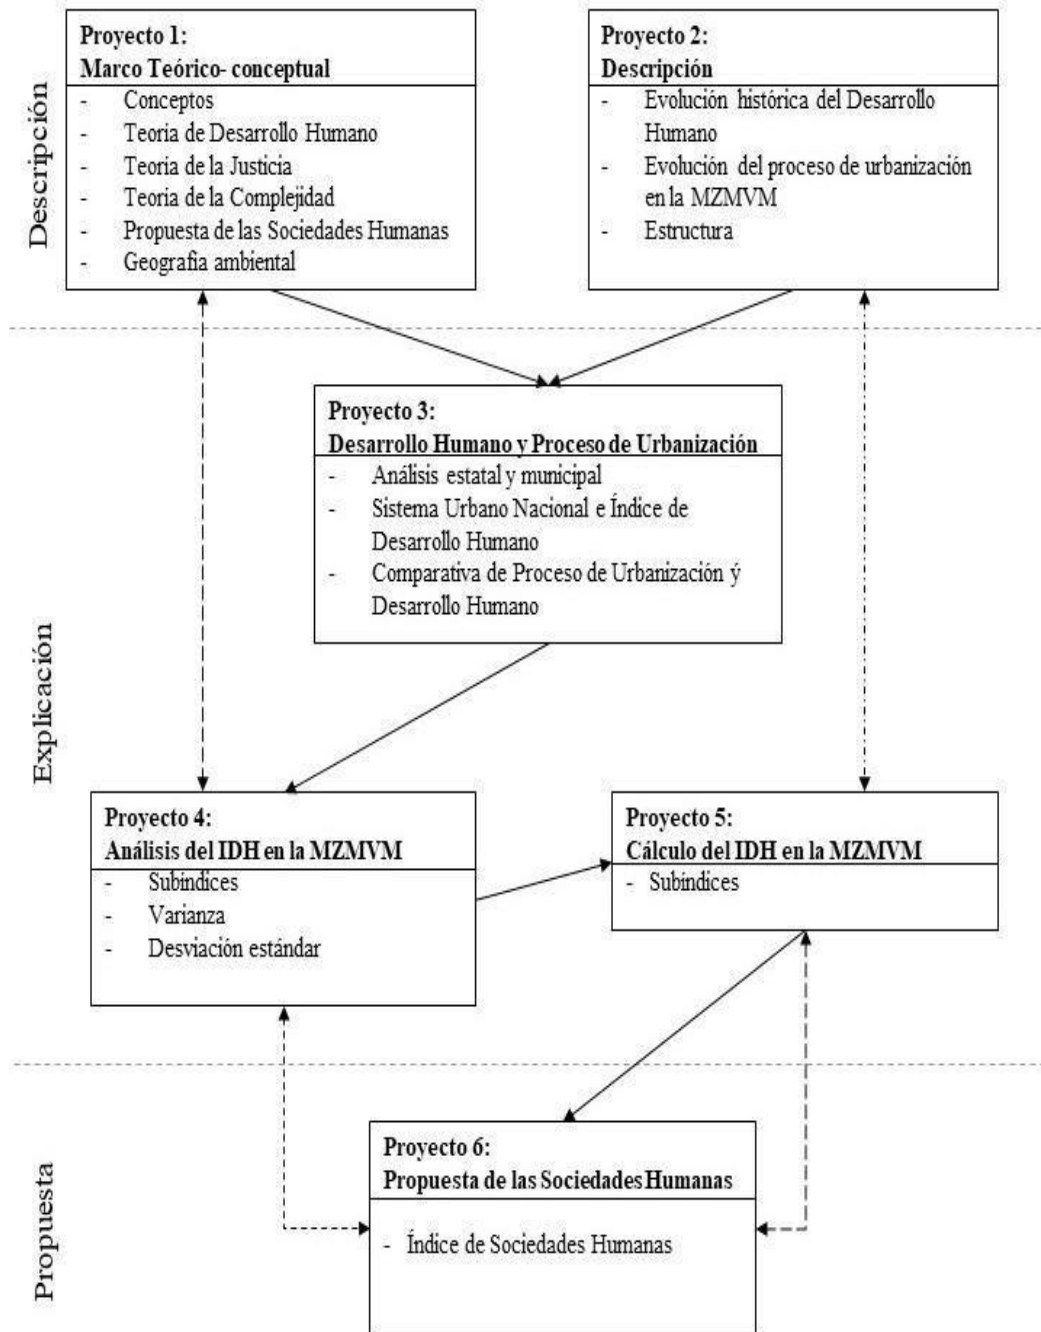 Descripción
Proyecto 1:
Marco Teórico- conceptual
- Conceptos
- Teoria de Desarrollo Humano
- Teoria de la Justicia
- Teoria de la Complejidad
- Propuesta de las Sociedades Humanas
- Geografia ambiental
Proyecto 2:
Descripción
- Evolución histórica del Desarrollo
Humano
- Evolución del proceso de urbanización
en la MZMVM
- Estructura
Explicación
Proyecto 3:
Desarrollo Humano y Proceso de Urbanización
- Análisis estatal y municipal
- Sistema Urbano Nacional e Índice de
Desarrollo Humano
- Comparativa de Proceso de Urbanización ý
Desarrollo Humano
Proyecto 4:
Análisis del IDH en la MZMVM
- Subíndices
- Varianza
- Desviación estándar
Proyecto 5:
Cálculo del IDH en la MZMVM
- Subíndices
Propuesta
Proyecto 6:
Propuesta de las Sociedades Humanas
- Índice de Sociedades Humanas